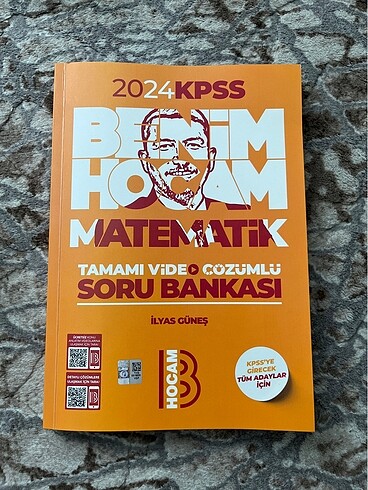 2024 KPSS
BENİM
HOCAM
MATEMATİK
TAMAMI VİDEO ÇÖZÜMLÜ
SORU BANKASI
İLYAS GÜNEŞ
KPSS'YE
GİRECEK
TÜM ADAYLAR
İÇİN
HOCAM
B